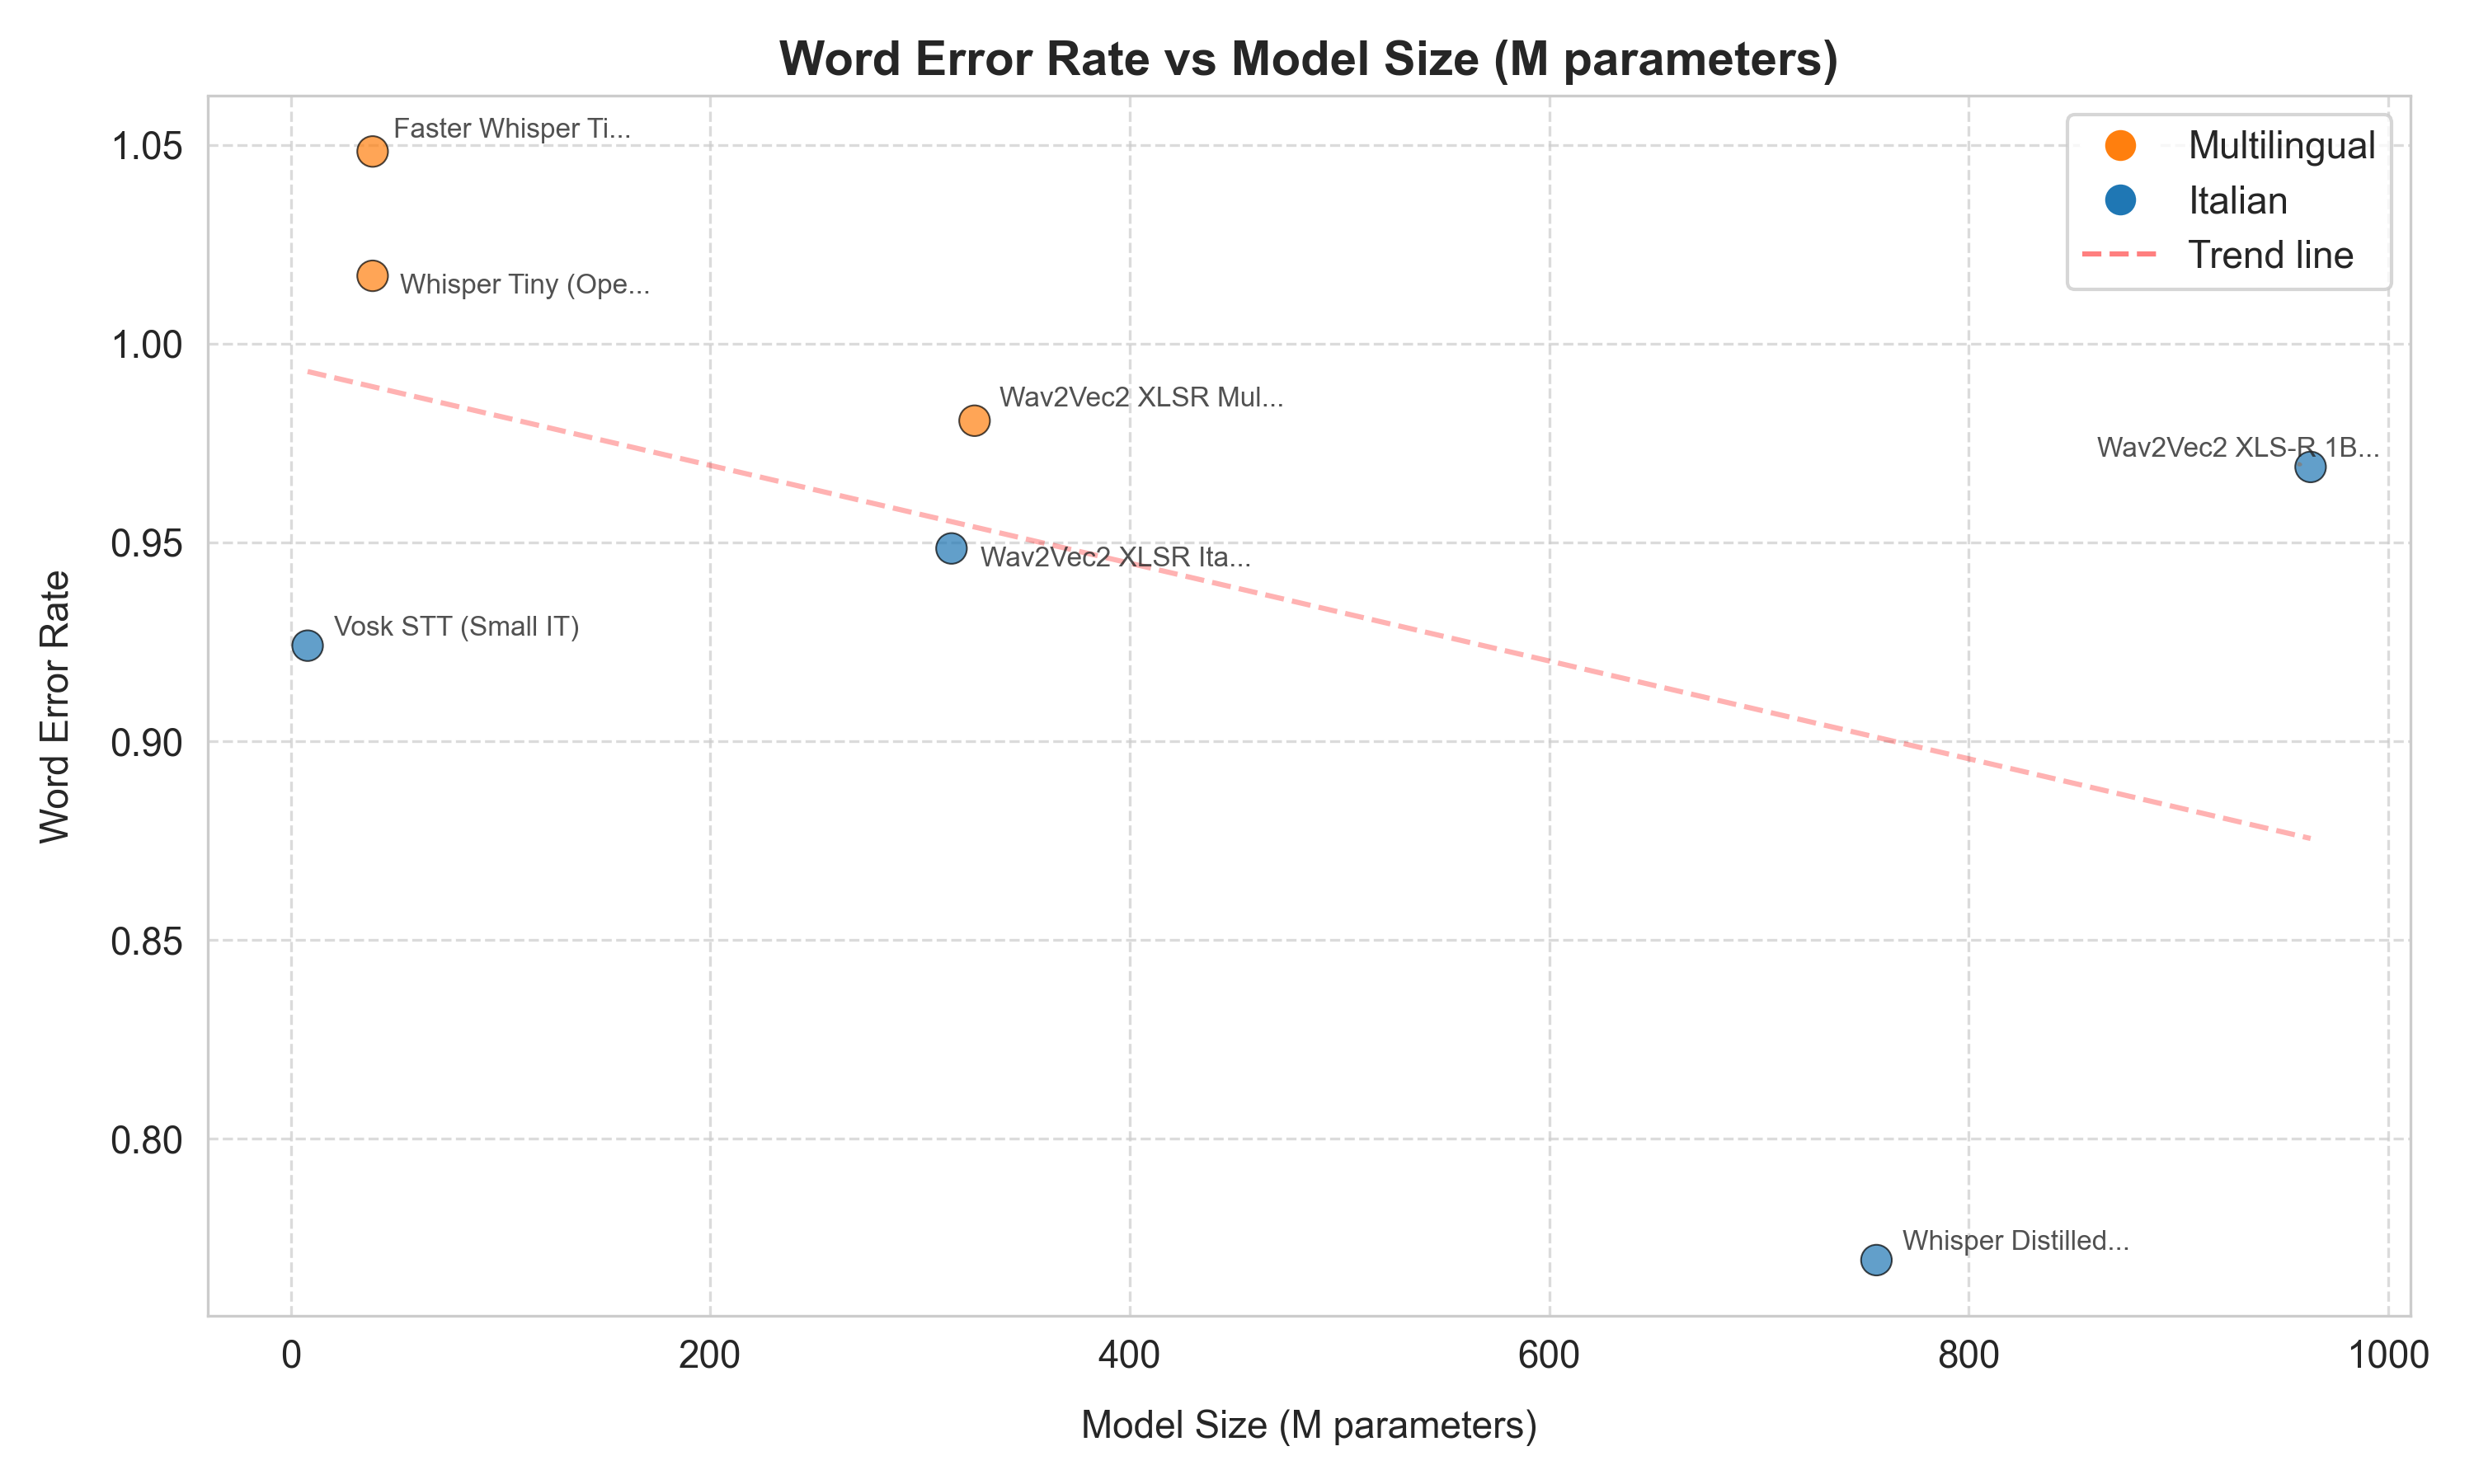 Word Error Rate vs Model Size (M parameters)
Multilingual
Italian
Trend line
Faster Whisper Ti...
Whisper Tiny (Ope...
Wav2Vec2 XLSR Mul...
Wav2Vec2 XLS-R 1B...
Wav2Vec2 XLSR Ita...
Vosk STT (Small IT)
Whisper Distilled...
Word Error Rate
1.05
1.00
0.95
0.90
0.85
0.80
0 200 400 600 800 1000
Model Size (M parameters)